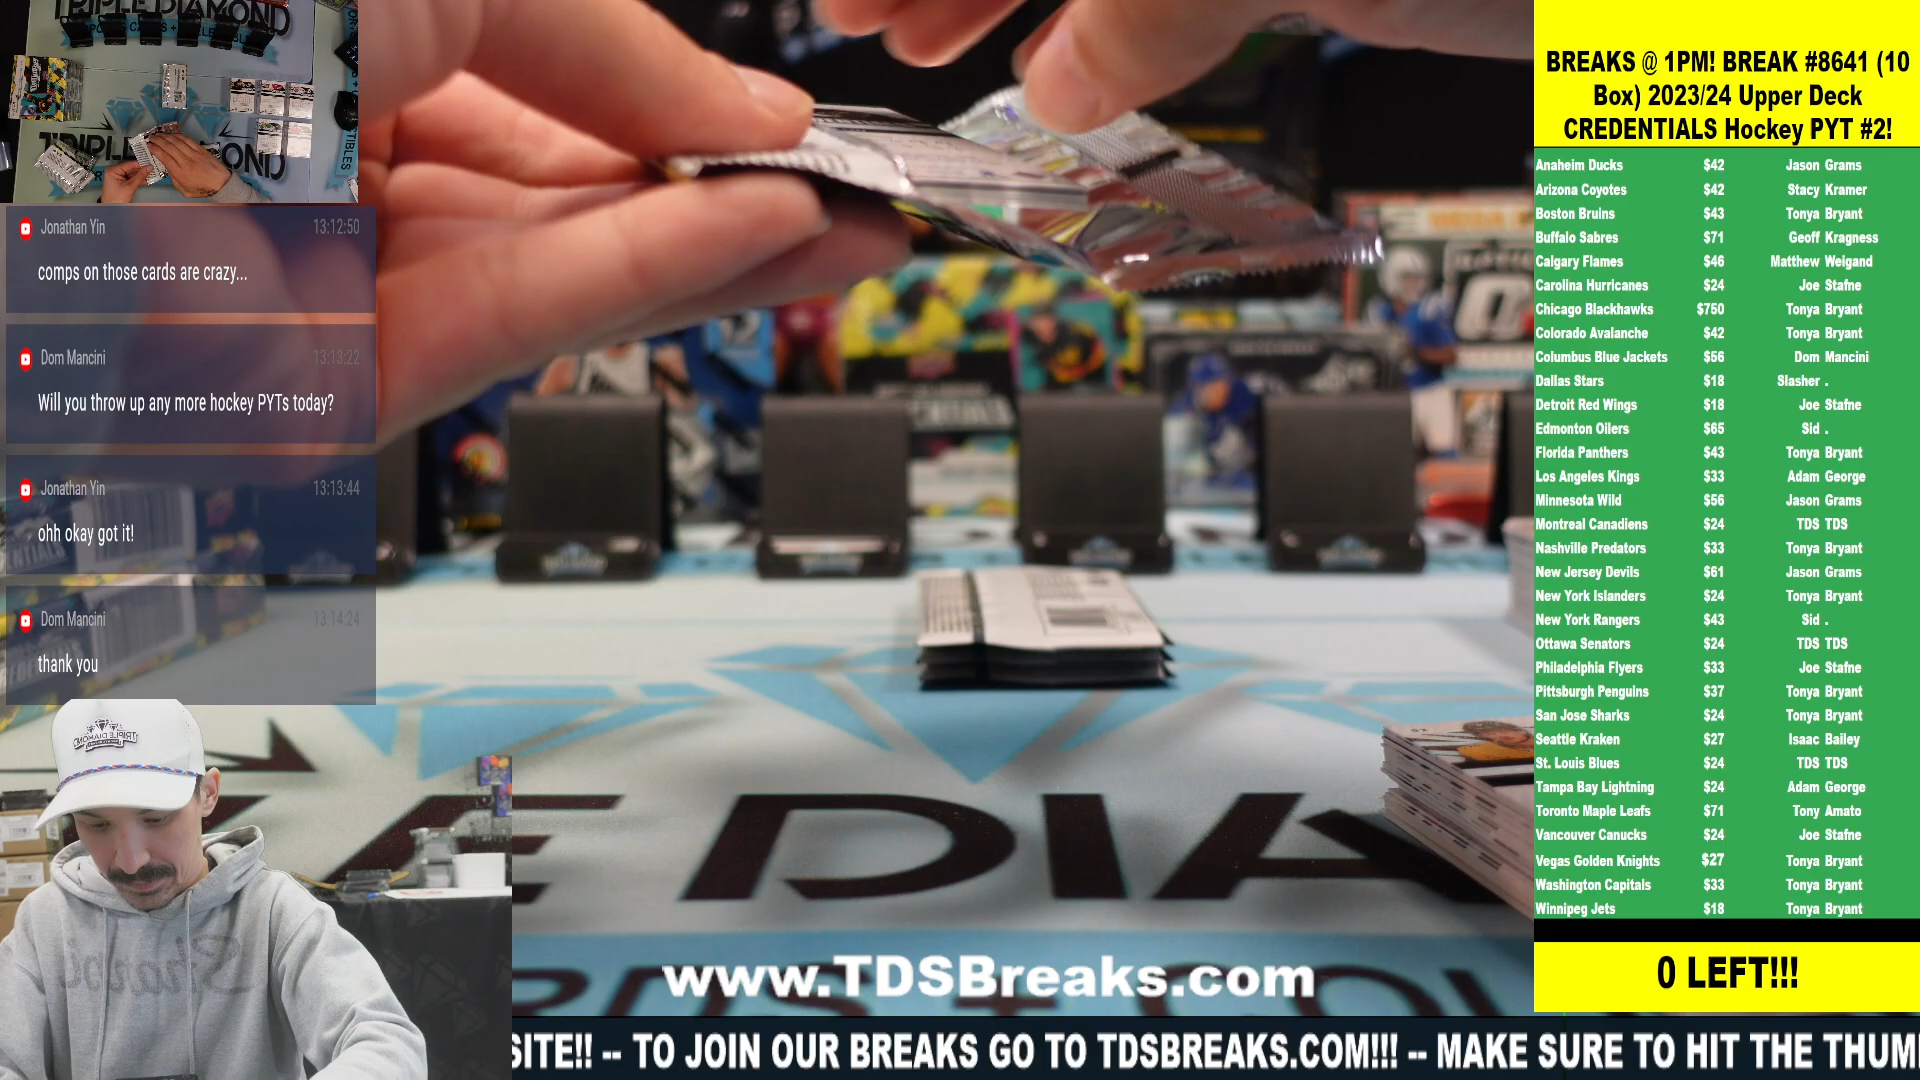 TRIPLE DIAMOND
TRIPLE
OND
Jonathan Yin 13:12:50
comps on those cards are crazy...
Dom Mancini 13:13:22
Will you throw up any more hockey PYTs today?
Jonathan Yin 13:13:44
ohh okay got it!
Dom Mancini 13:14:24
thank you
E DIA
www.TDSBreaks.com
SITE!! -- TO JOIN OUR BREAKS GO TO TDSBREAKS.COM!!! -- MAKE SURE TO HIT THE THUM
BREAKS @ 1PM! BREAK #8641 (10
Box) 2023/24 Upper Deck
CREDENTIALS Hockey PYT #2!
Anaheim Ducks $42 Jason Grams
Arizona Coyotes $42 Stacy Kramer
Boston Bruins $43 Tonya Bryant
Buffalo Sabres $71 Geoff Kragness
Calgary Flames $46 Matthew Weigand
Carolina Hurricanes $24 Joe Stafne
Chicago Blackhawks $750 Tonya Bryant
Colorado Avalanche $42 Tonya Bryant
Columbus Blue Jackets $56 Dom Mancini
Dallas Stars $18 Slasher .
Detroit Red Wings $18 Joe Stafne
Edmonton Oilers $65 Sid .
Florida Panthers $43 Tonya Bryant
Los Angeles Kings $33 Adam George
Minnesota Wild $56 Jason Grams
Montreal Canadiens $24 TDS TDS
Nashville Predators $33 Tonya Bryant
New Jersey Devils $61 Jason Grams
New York Islanders $24 Tonya Bryant
New York Rangers $43 Sid .
Ottawa Senators $24 TDS TDS
Philadelphia Flyers $33 Joe Stafne
Pittsburgh Penguins $37 Tonya Bryant
San Jose Sharks $24 Tonya Bryant
Seattle Kraken $27 Isaac Bailey
St. Louis Blues $24 TDS TDS
Tampa Bay Lightning $24 Adam George
Toronto Maple Leafs $71 Tony Amato
Vancouver Canucks $24 Joe Stafne
Vegas Golden Knights $27 Tonya Bryant
Washington Capitals $33 Tonya Bryant
Winnipeg Jets $18 Tonya Bryant
0 LEFT!!!